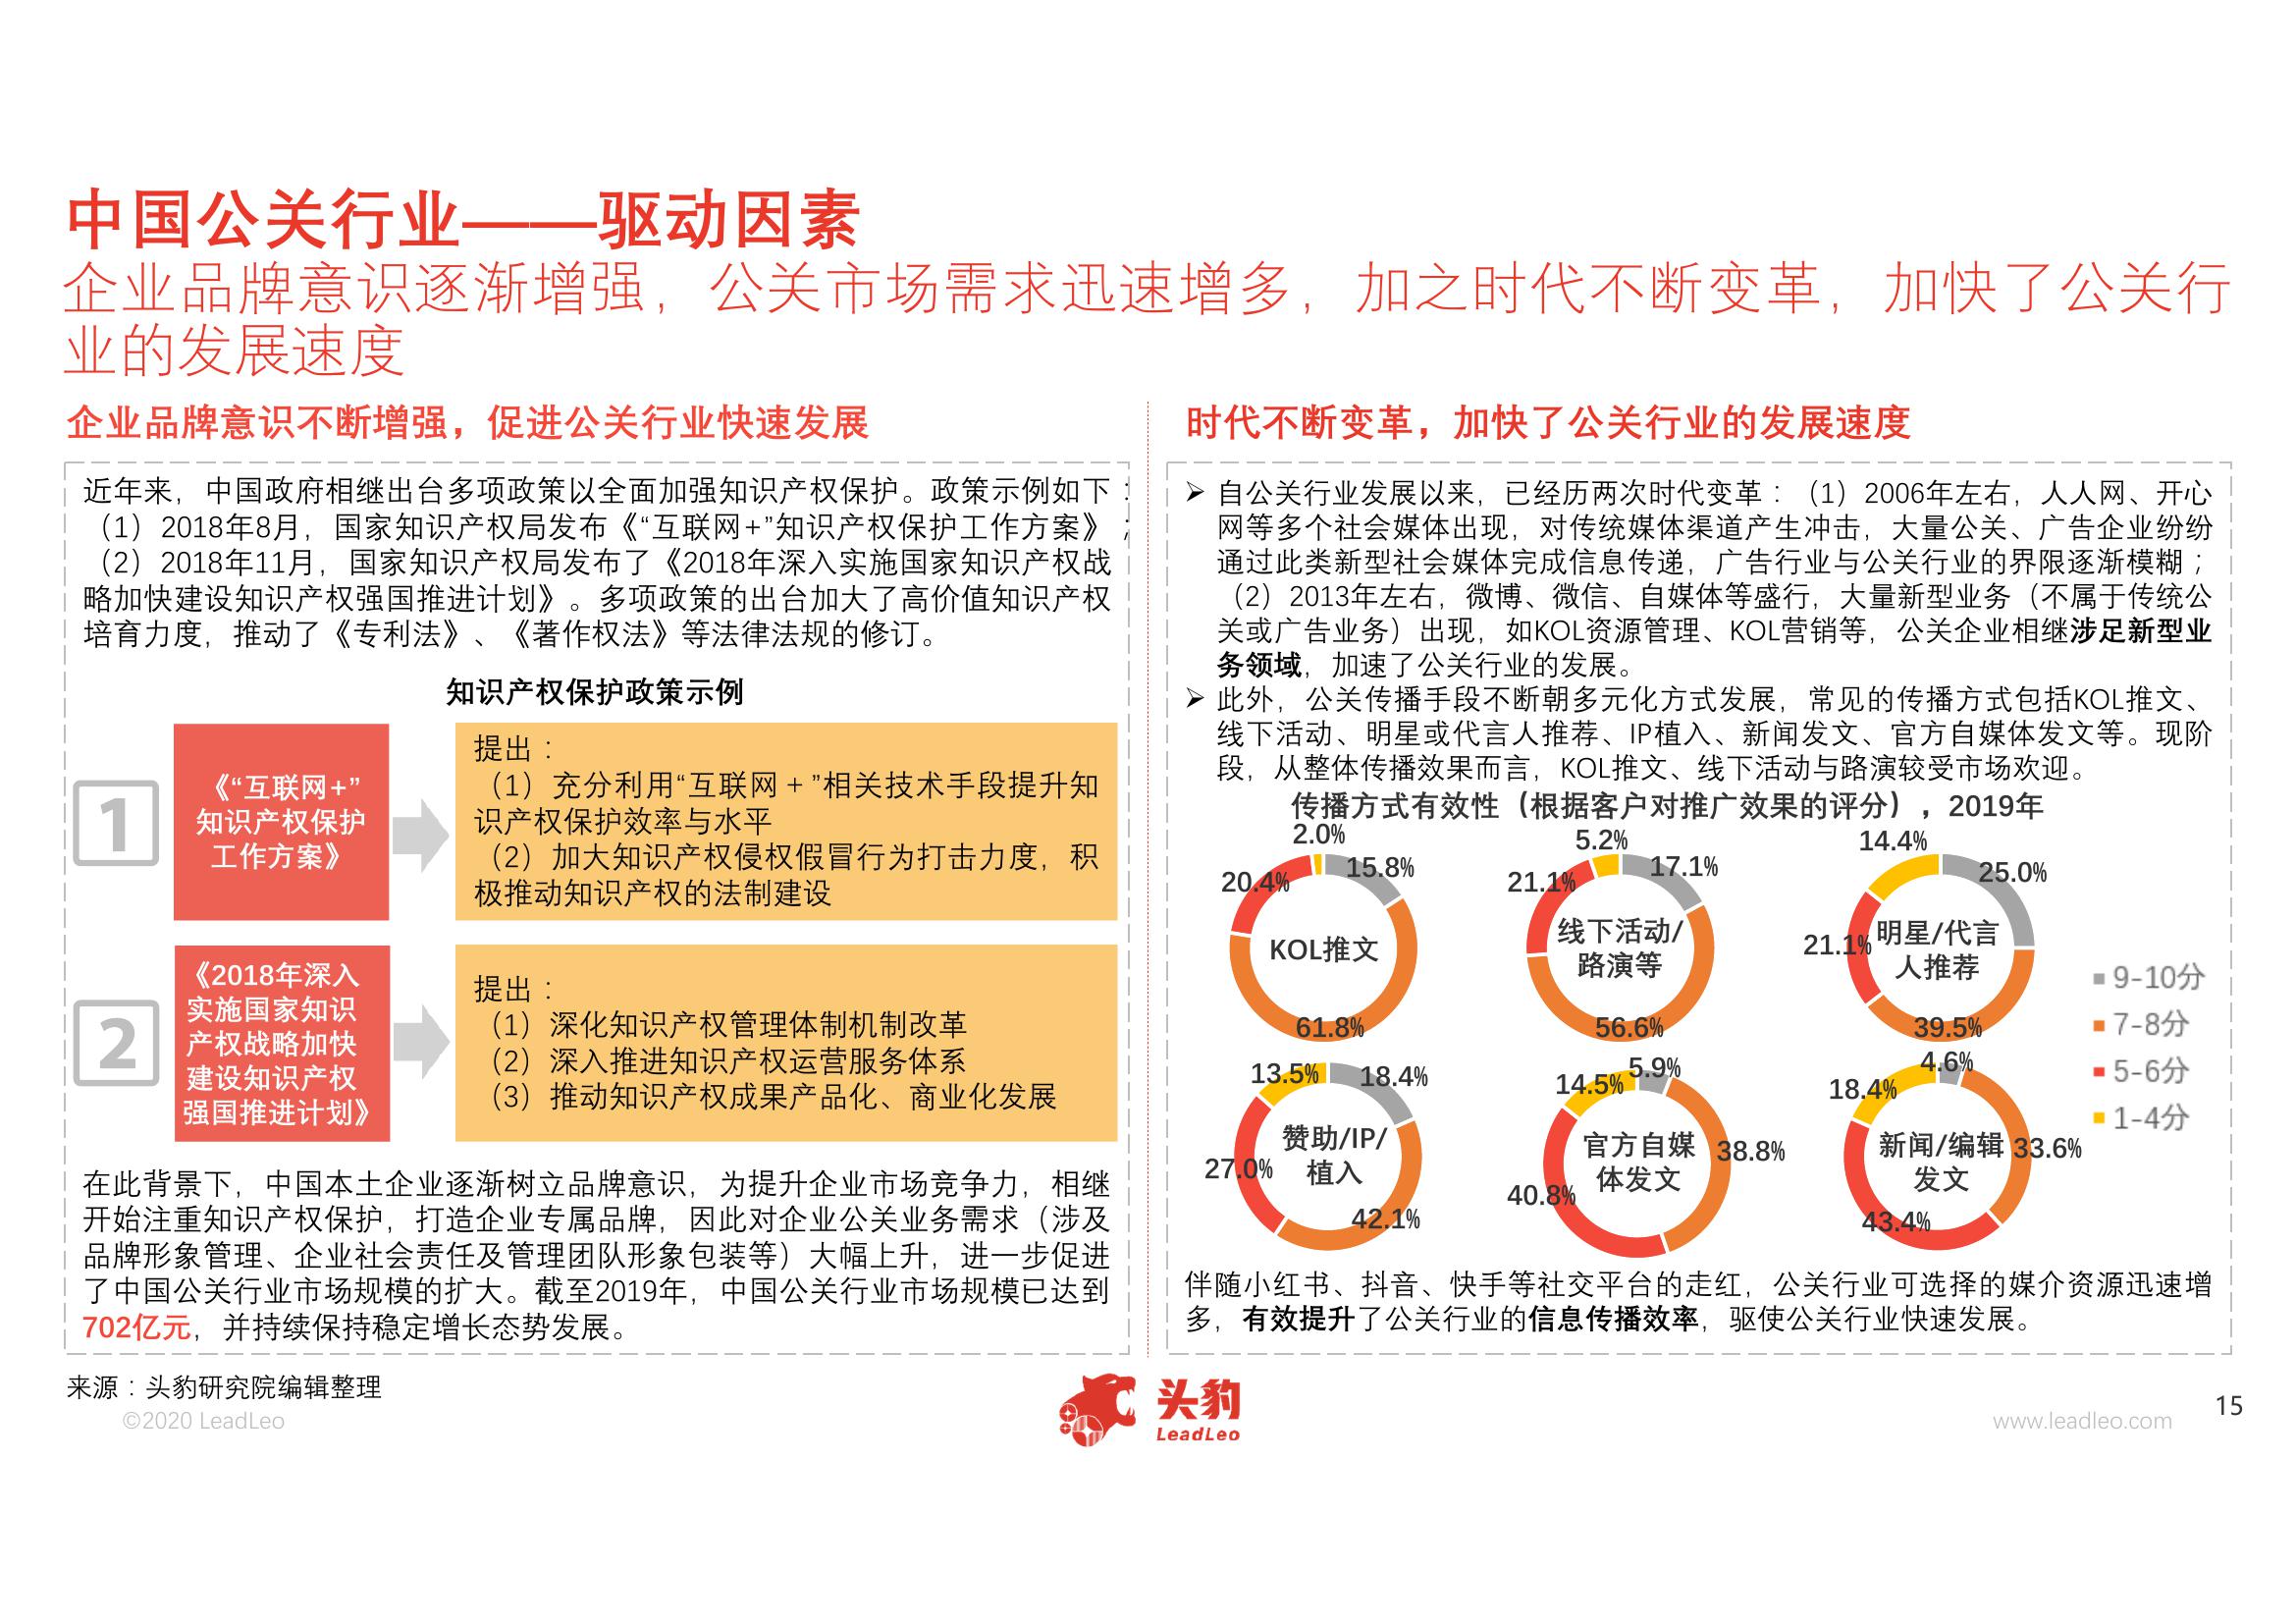 中国公关行业——驱动因素
企业品牌意识逐渐增强，公关市场需求迅速增多，加之时代不断变革，加快了公关行
业的发展速度
企业品牌意识不断增强，促进公关行业快速发展
近年来，中国政府相继出台多项政策以全面加强知识产权保护。政策示例如下：
（1）2018年8月，国家知识产权局发布《“互联网+”知识产权保护工作方案》；
（2）2018年11月，国家知识产权局发布了《2018年深入实施国家知识产权战
略加快建设知识产权强国推进计划》。多项政策的出台加大了高价值知识产权
培育力度，推动了《专利法》、《著作权法》等法律法规的修订。
知识产权保护政策示例
1
《“互联网+”
知识产权保护
工作方案》
提出：
（1）充分利用“互联网 + ”相关技术手段提升知
识产权保护效率与水平
（2）加大知识产权侵权假冒行为打击力度，积
极推动知识产权的法制建设
2
《2018年深入
实施国家知识
产权战略加快
建设知识产权
强国推进计划》
提出：
（1）深化知识产权管理体制机制改革
（2）深入推进知识产权运营服务体系
（3）推动知识产权成果产品化、商业化发展
在此背景下，中国本土企业逐渐树立品牌意识，为提升企业市场竞争力，相继
开始注重知识产权保护，打造企业专属品牌，因此对企业公关业务需求（涉及
品牌形象管理、企业社会责任及管理团队形象包装等）大幅上升，进一步促进
了中国公关行业市场规模的扩大。截至2019年，中国公关行业市场规模已达到
702亿元，并持续保持稳定增长态势发展。
时代不断变革，加快了公关行业的发展速度
➢ 自公关行业发展以来，已经历两次时代变革：（1）2006年左右，人人网、开心
网等多个社会媒体出现，对传统媒体渠道产生冲击，大量公关、广告企业纷纷
通过此类新型社会媒体完成信息传递，广告行业与公关行业的界限逐渐模糊；
（2）2013年左右，微博、微信、自媒体等盛行，大量新型业务（不属于传统公
关或广告业务）出现，如KOL资源管理、KOL营销等，公关企业相继涉足新型业
务领域，加速了公关行业的发展。
➢ 此外，公关传播手段不断朝多元化方式发展，常见的传播方式包括KOL推文、
线下活动、明星或代言人推荐、IP植入、新闻发文、官方自媒体发文等。现阶
段，从整体传播效果而言，KOL推文、线下活动与路演较受市场欢迎。
传播方式有效性（根据客户对推广效果的评分），2019年
2.0%
15.8%
20.4%
KOL推文
61.8%
5.2%
17.1%
21.1%
线下活动/
路演等
56.6%
14.4%
25.0%
21.1%
明星/代言
人推荐
39.5%
13.5%
18.4%
赞助/IP/
植入
27.0%
42.1%
5.9%
14.5%
官方自媒
体发文
38.8%
40.8%
4.6%
18.4%
新闻/编辑
发文
33.6%
43.4%
9-10分
7-8分
5-6分
1-4分
伴随小红书、抖音、快手等社交平台的走红，公关行业可选择的媒介资源迅速增
多，有效提升了公关行业的信息传播效率，驱使公关行业快速发展。
来源：头豹研究院编辑整理
©2020 LeadLeo
头豹
LeadLeo
www.leadleo.com
15